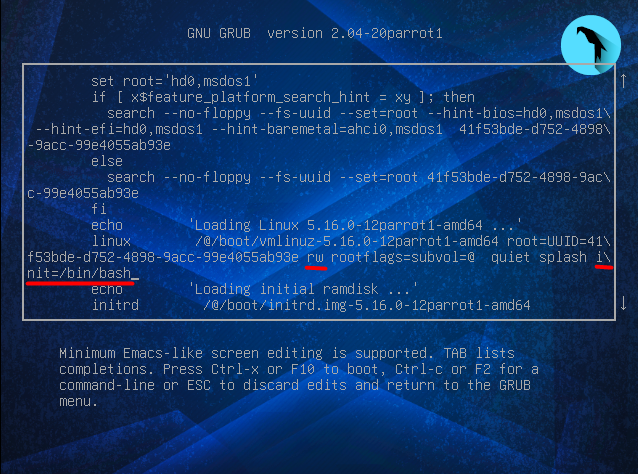 GNU GRUB  version 2.04-20parrot1
set root='hd0,msdos1'
if [ x$feature_platform_search_hint = xy ]; then
search --no-floppy --fs-uuid --set=root --hint-bios=hd0,msdos1\
--hint-efi=hd0,msdos1 --hint-baremetal=ahci0,msdos1  41f53bde-d752-4898\
-9acc-99e4055ab93e
else
search --no-floppy --fs-uuid --set=root 41f53bde-d752-4898-9ac\
c-99e4055ab93e
fi
echo        'Loading Linux 5.16.0-12parrot1-amd64 ...'
linux        /@/boot/vmlinuz-5.16.0-12parrot1-amd64 root=UUID=41\
f53bde-d752-4898-9acc-99e4055ab93e rw rootflags=subvol=@  quiet splash i\
nit=/bin/bash_
echo        'Loading initial ramdisk ...'
initrd        /@/boot/initrd.img-5.16.0-12parrot1-amd64
Minimum Emacs-like screen editing is supported. TAB lists
completions. Press Ctrl-x or F10 to boot, Ctrl-c or F2 for a
command-line or ESC to discard edits and return to the GRUB
menu.